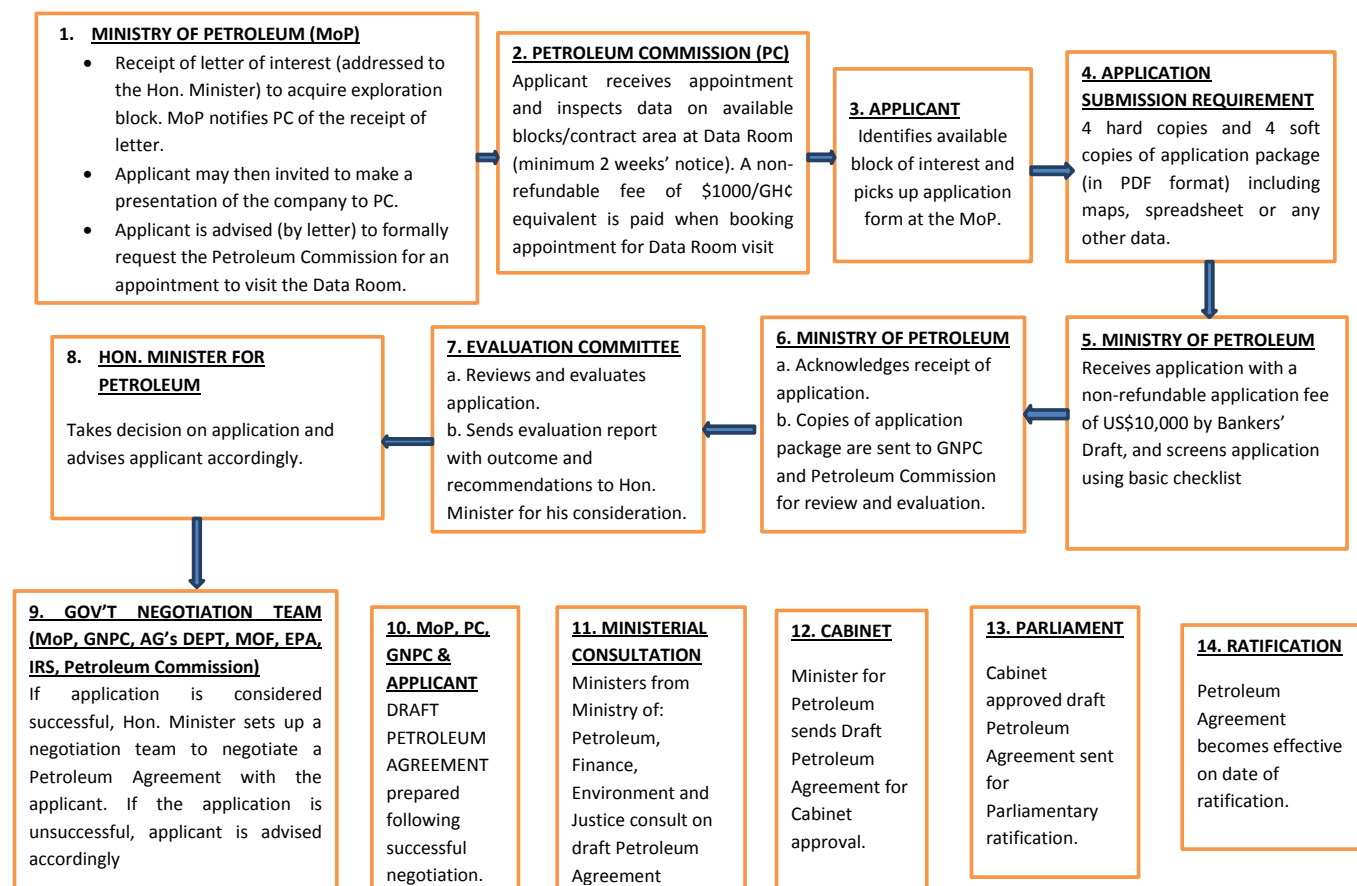 1. MINISTRY OF PETROLEUM (MoP)
• Receipt of letter of interest (addressed to
the Hon. Minister) to acquire exploration
block. MoP notifies PC of the receipt of
letter.
• Applicant may then invited to make a
presentation of the company to PC.
• Applicant is advised (by letter) to formally
request the Petroleum Commission for an
appointment to visit the Data Room.
2. PETROLEUM COMMISSION (PC)
Applicant receives appointment
and inspects data on available
blocks/contract area at Data Room
(minimum 2 weeks’ notice). A non-
refundable fee of $1000/GH¢
equivalent is paid when booking
appointment for Data Room visit
3. APPLICANT
Identifies available
block of interest and
picks up application
form at the MoP.
4. APPLICATION
SUBMISSION REQUIREMENT
4 hard copies and 4 soft
copies of application package
(in PDF format) including
maps, spreadsheet or any
other data.
5. MINISTRY OF PETROLEUM
Receives application with a
non-refundable application fee
of US$10,000 by Bankers’
Draft, and screens application
using basic checklist
6. MINISTRY OF PETROLEUM
a. Acknowledges receipt of
application.
b. Copies of application
package are sent to GNPC
and Petroleum Commission
for review and evaluation.
7. EVALUATION COMMITTEE
a. Reviews and evaluates
application.
b. Sends evaluation report
with outcome and
recommendations to Hon.
Minister for his consideration.
8. HON. MINISTER FOR
PETROLEUM
Takes decision on application and
advises applicant accordingly.
9. GOV’T NEGOTIATION TEAM
(MoP, GNPC, AG’s DEPT, MOF, EPA,
IRS, Petroleum Commission)
If application is considered
successful, Hon. Minister sets up a
negotiation team to negotiate a
Petroleum Agreement with the
applicant. If the application is
unsuccessful, applicant is advised
accordingly
10. MoP, PC,
GNPC &
APPLICANT
DRAFT
PETROLEUM
AGREEMENT
prepared
following
successful
negotiation.
11. MINISTERIAL
CONSULTATION
Ministers from
Ministry of:
Petroleum,
Finance,
Environment and
Justice consult on
draft Petroleum
Agreement
12. CABINET
Minister for
Petroleum
sends Draft
Petroleum
Agreement for
Cabinet
approval.
13. PARLIAMENT
Cabinet
approved draft
Petroleum
Agreement sent
for
Parliamentary
ratification.
14. RATIFICATION
Petroleum
Agreement
becomes effective
on date of
ratification.